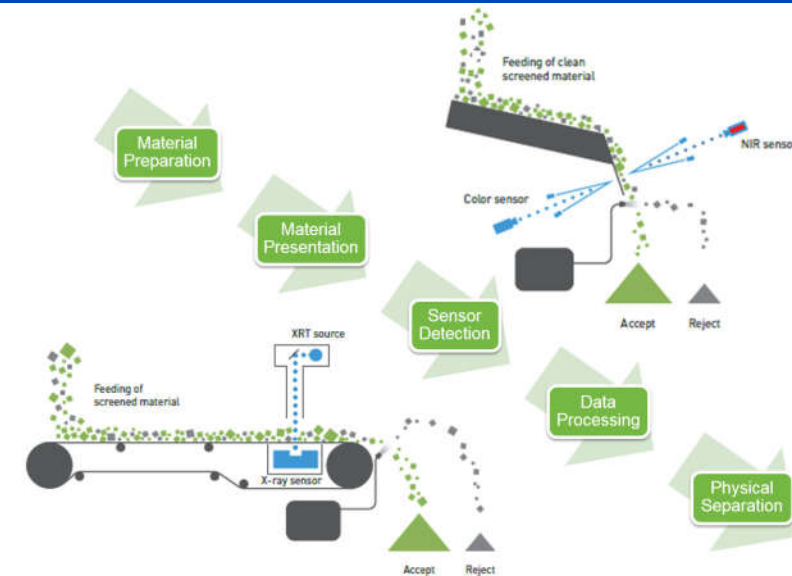 Feeding of clean
screened material
NIR senso
Color sensor
Accept
Reject
Material
Preparation
Material
Presentation
Sensor
Detection
Data
Processing
Physical
Separation
XRT source
Feeding of
screened material
X-ray sensor
Accept
Reject